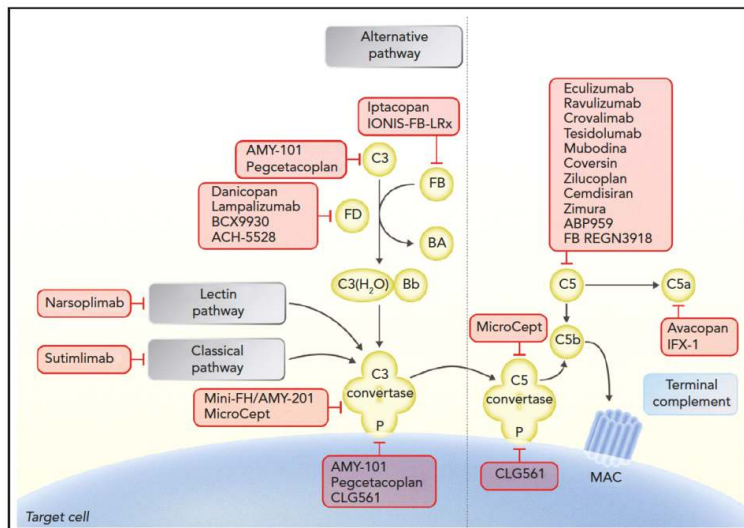 Alternative
pathway
Iptacopan
IONIS-FB-LRx
AMY-101
Pegcetacoplan
C3
FB
Danicopan
Lampalizumab
BCX9930
ACH-5528
FD
BA
C3(H₂O)
Bb
Narsoplimab
Lectin
pathway
Sutimlimab
Classical
pathway
Mini-FH/AMY-201
MicroCept
C3
convertase
P
AMY-101
Pegcetacoplan
CLG561
Eculizumab
Ravulizumab
Crovalimab
Tesidolumab
Mubodina
Coversin
Zilucoplan
Cemdisiran
Zimura
ABP959
FB REGN3918
C5
C5a
MicroCept
C5b
Avacopan
IFX-1
C5
convertase
P
Terminal
complement
CLG561
MAC
Target cell